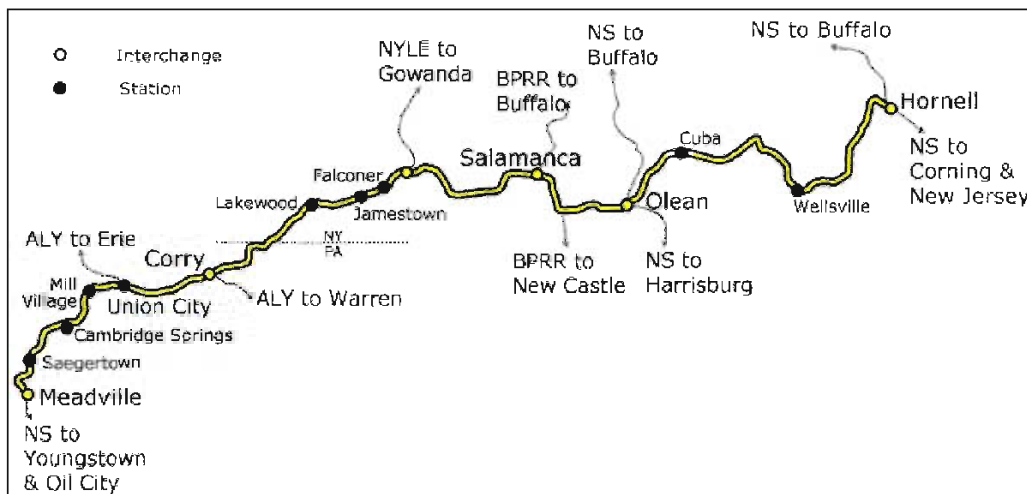 Interchange
Station
NYLE to
Gowanda
NS to
Buffalo
NS to Buffalo
BPRR to
Buffalo
Hornell
Cuba
NS to
Corning &
New Jersey
Salamanca
Falconer
Lakewood
Jamestown
Olean
Wellsville
NY
PA
ALY to Erie
Corry
BPRR to
New Castle
NS to
Harrisburg
Mill
Village
Union City
ALY to Warren
Cambridge Springs
Saegertown
Meadville
NS to
Youngstown
& Oil City